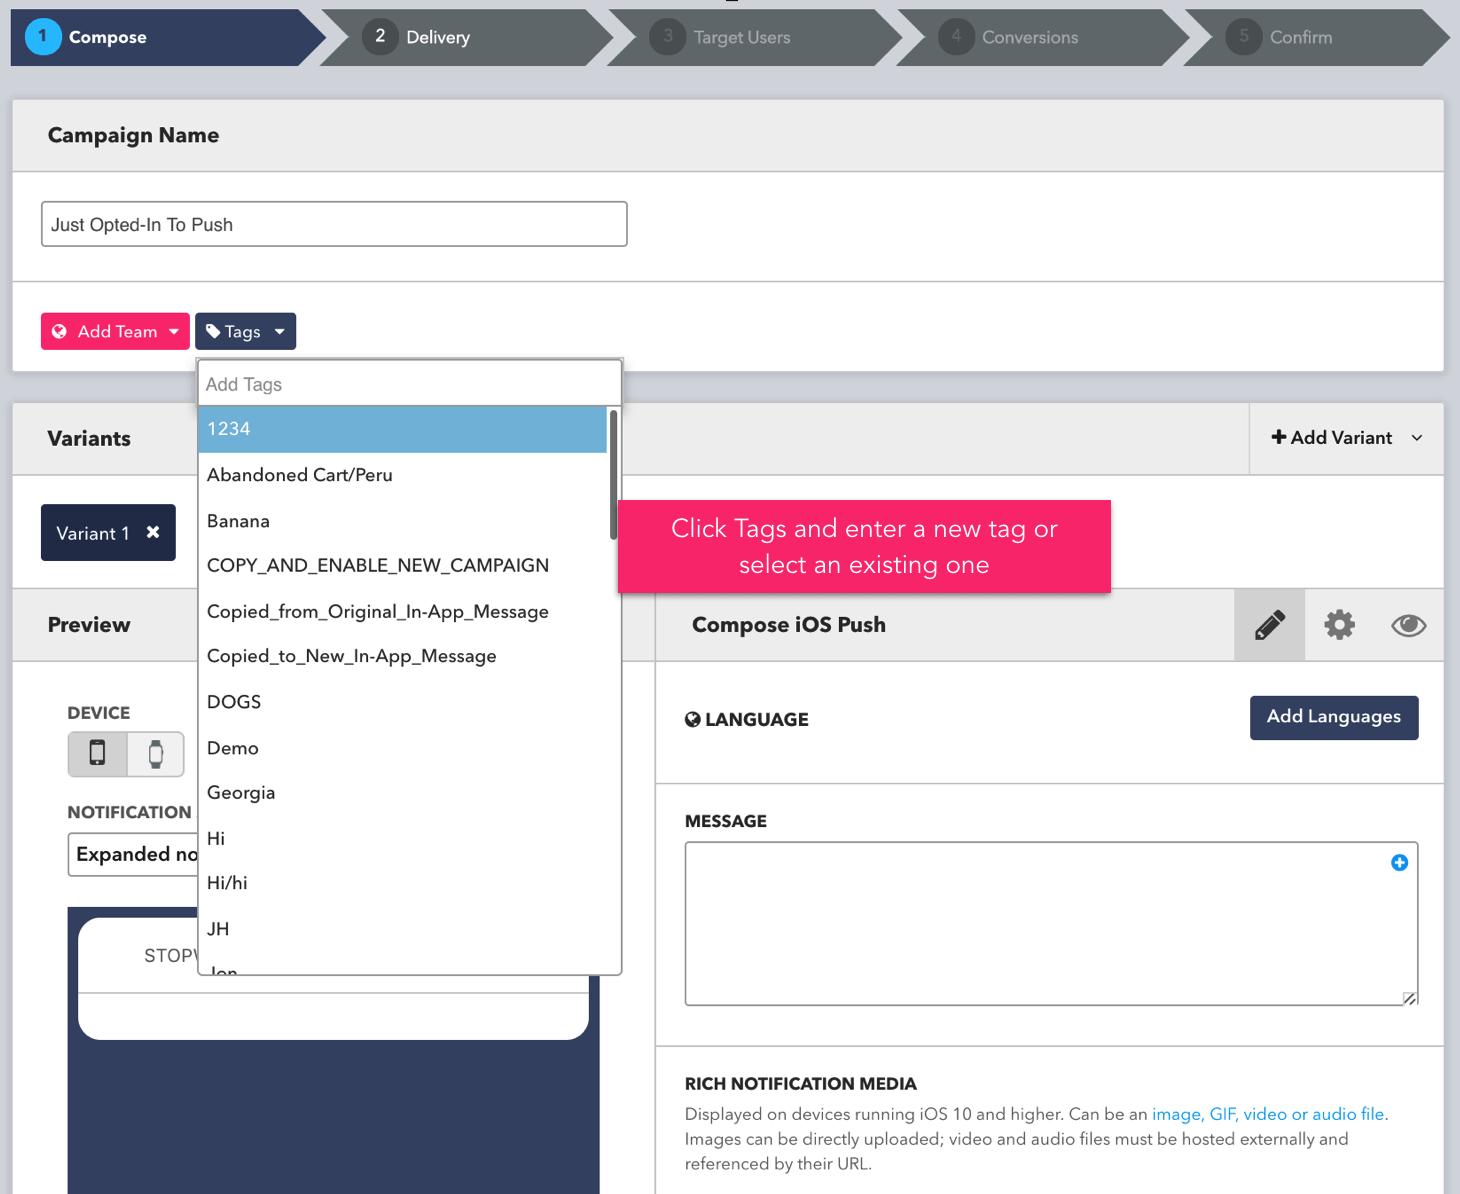 1 Compose 2 Delivery 3 Target Users 4 Conversions 5 Confirm
Campaign Name
Just Opted-In To Push
Add Team Tags
Add Tags
1234
Variants
Add Variant
Abandoned Cart/Peru
Banana
Variant 1
Click Tags and enter a new tag or
select an existing one
COPY_AND_ENABLE_NEW_CAMPAIGN
Copied_from_Original_In-App_Message
Preview
Compose iOS Push
Copied_to_New_In-App_Message
DOGS
DEVICE
LANGUAGE
Add Languages
Demo
Georgia
NOTIFICATION
MESSAGE
Hi
Expanded no
Hi/hi
JH
STOP
Jon
RICH NOTIFICATION MEDIA
Displayed on devices running iOS 10 and higher. Can be an image, GIF, video or audio file.
Images can be directly uploaded; video and audio files must be hosted externally and
referenced by their URL.